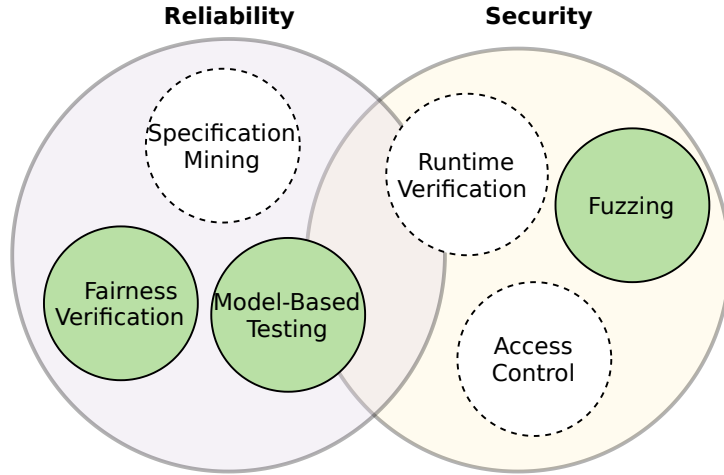 Reliability
Security
Specification
Mining
Runtime
Verification
Fuzzing
Fairness
Verification
Model-Based
Testing
Access
Control